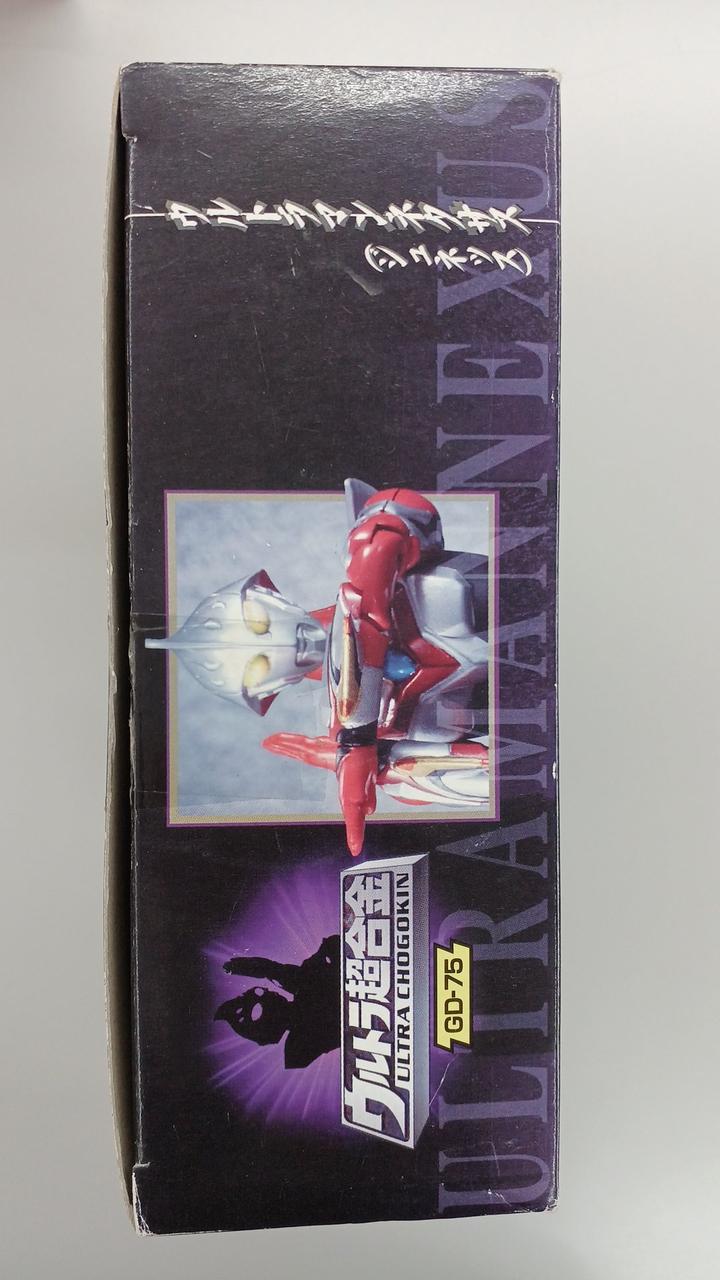 ウルトラ超合金
ULTRA CHOGOKIN
GD-75
ウルトラマンネクサス
(ジュネッス)
ULTRAMAN NEXUS